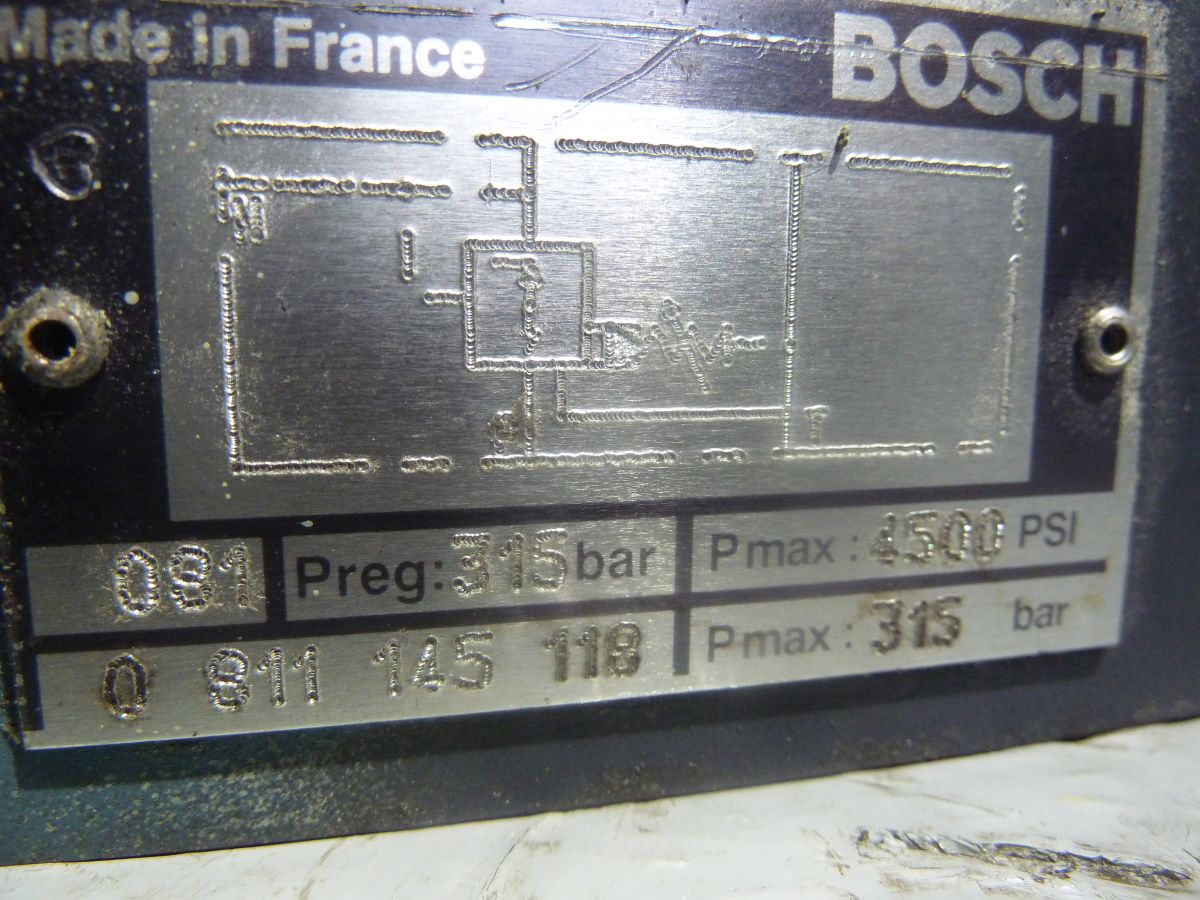 Made in France BOSCH
081 Preg: 315 bar Pmax: 4500 PSI
0 811 145 118 Pmax: 315 bar